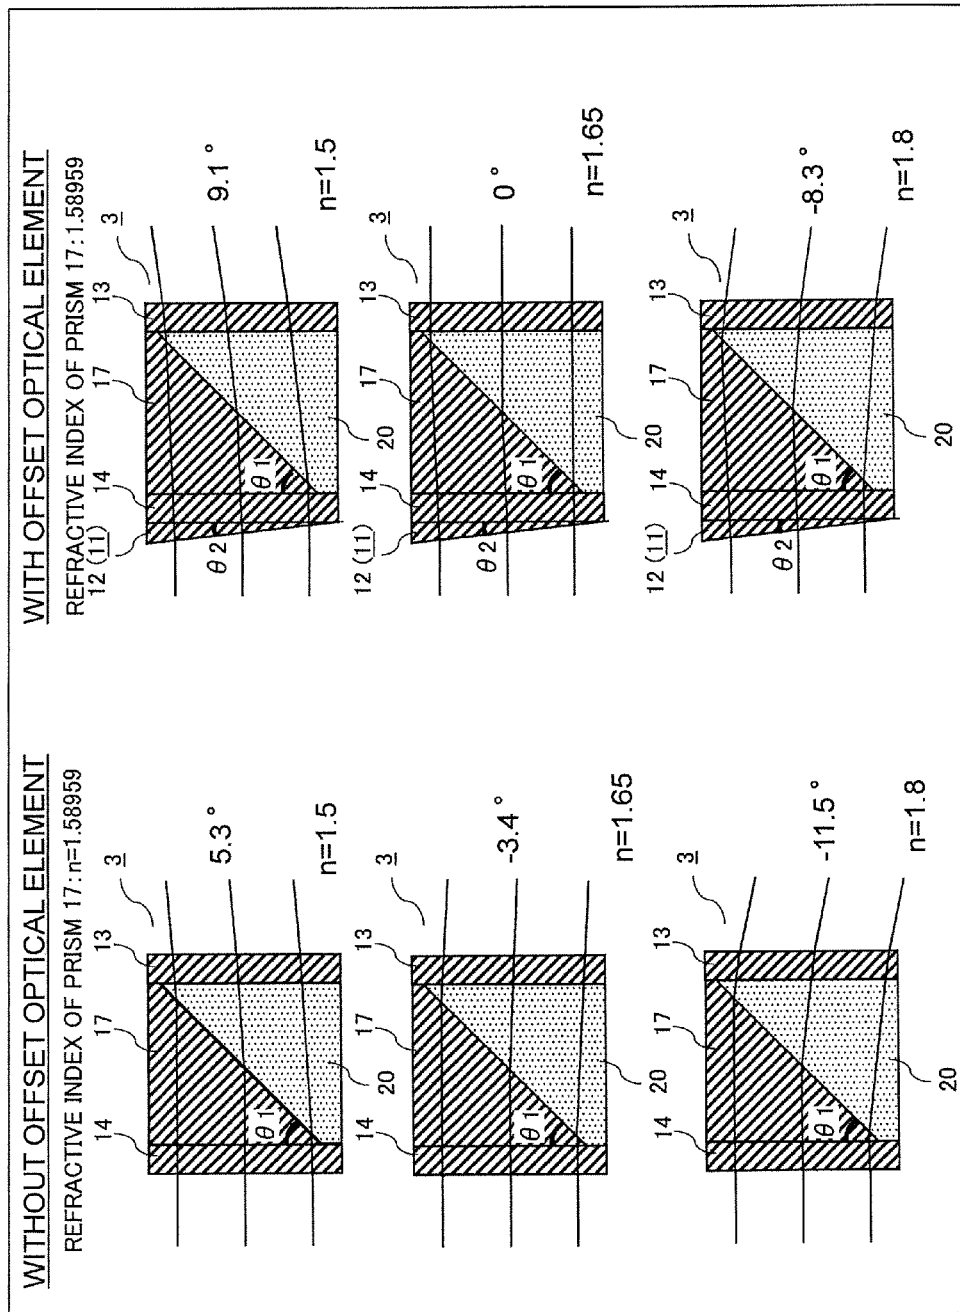 WITHOUT OFFSET OPTICAL ELEMENT
REFRACTIVE INDEX OF PRISM 17:n=1.58959
14
17
13
3
5.3°
θ1
20
n=1.5
14
17
13
3
-3.4°
θ1
20
n=1.65
14
17
13
3
-11.5°
θ1
20
n=1.8
WITH OFFSET OPTICAL ELEMENT
REFRACTIVE INDEX OF PRISM 17:1.58959
12 (11)
14
17
13
3
9.1°
θ2
θ1
20
n=1.5
12 (11)
14
17
13
3
0°
θ2
θ1
20
n=1.65
12 (11)
14
17
13
3
-8.3°
θ2
θ1
20
n=1.8